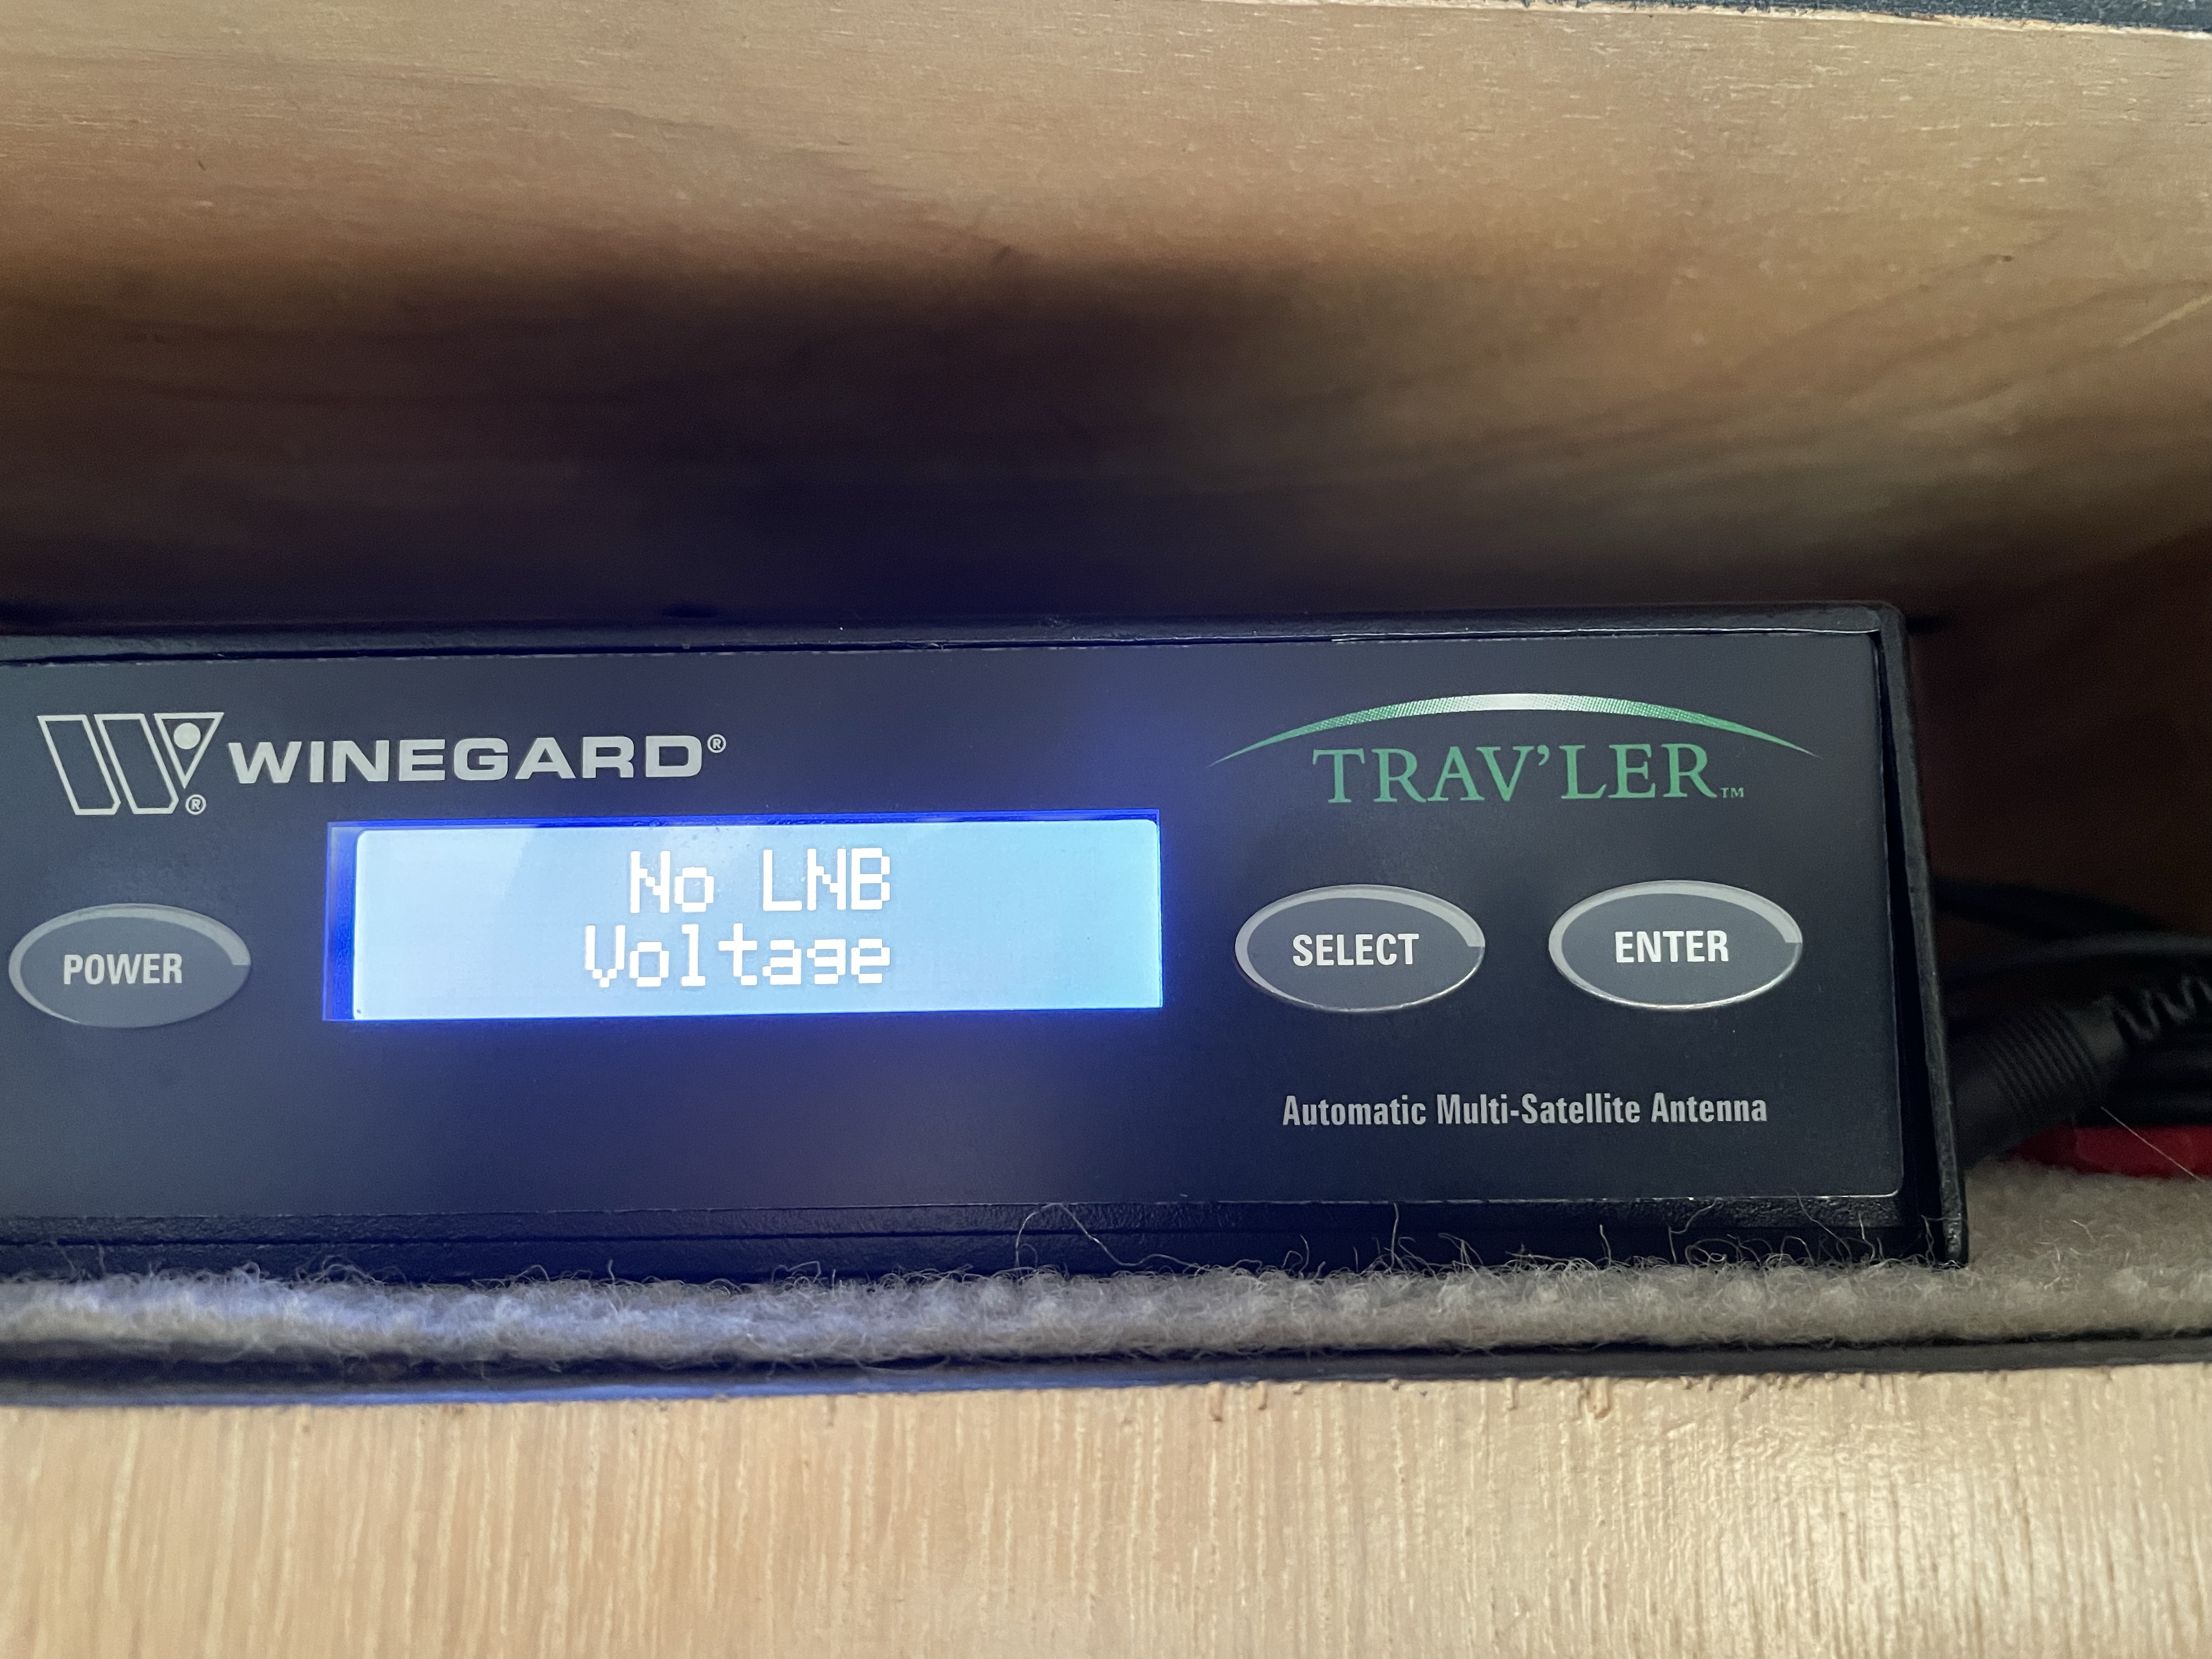 WINEGARD®
®
TRAV'LER™
No LNB
Voltage
POWER
SELECT
ENTER
Automatic Multi-Satellite Antenna